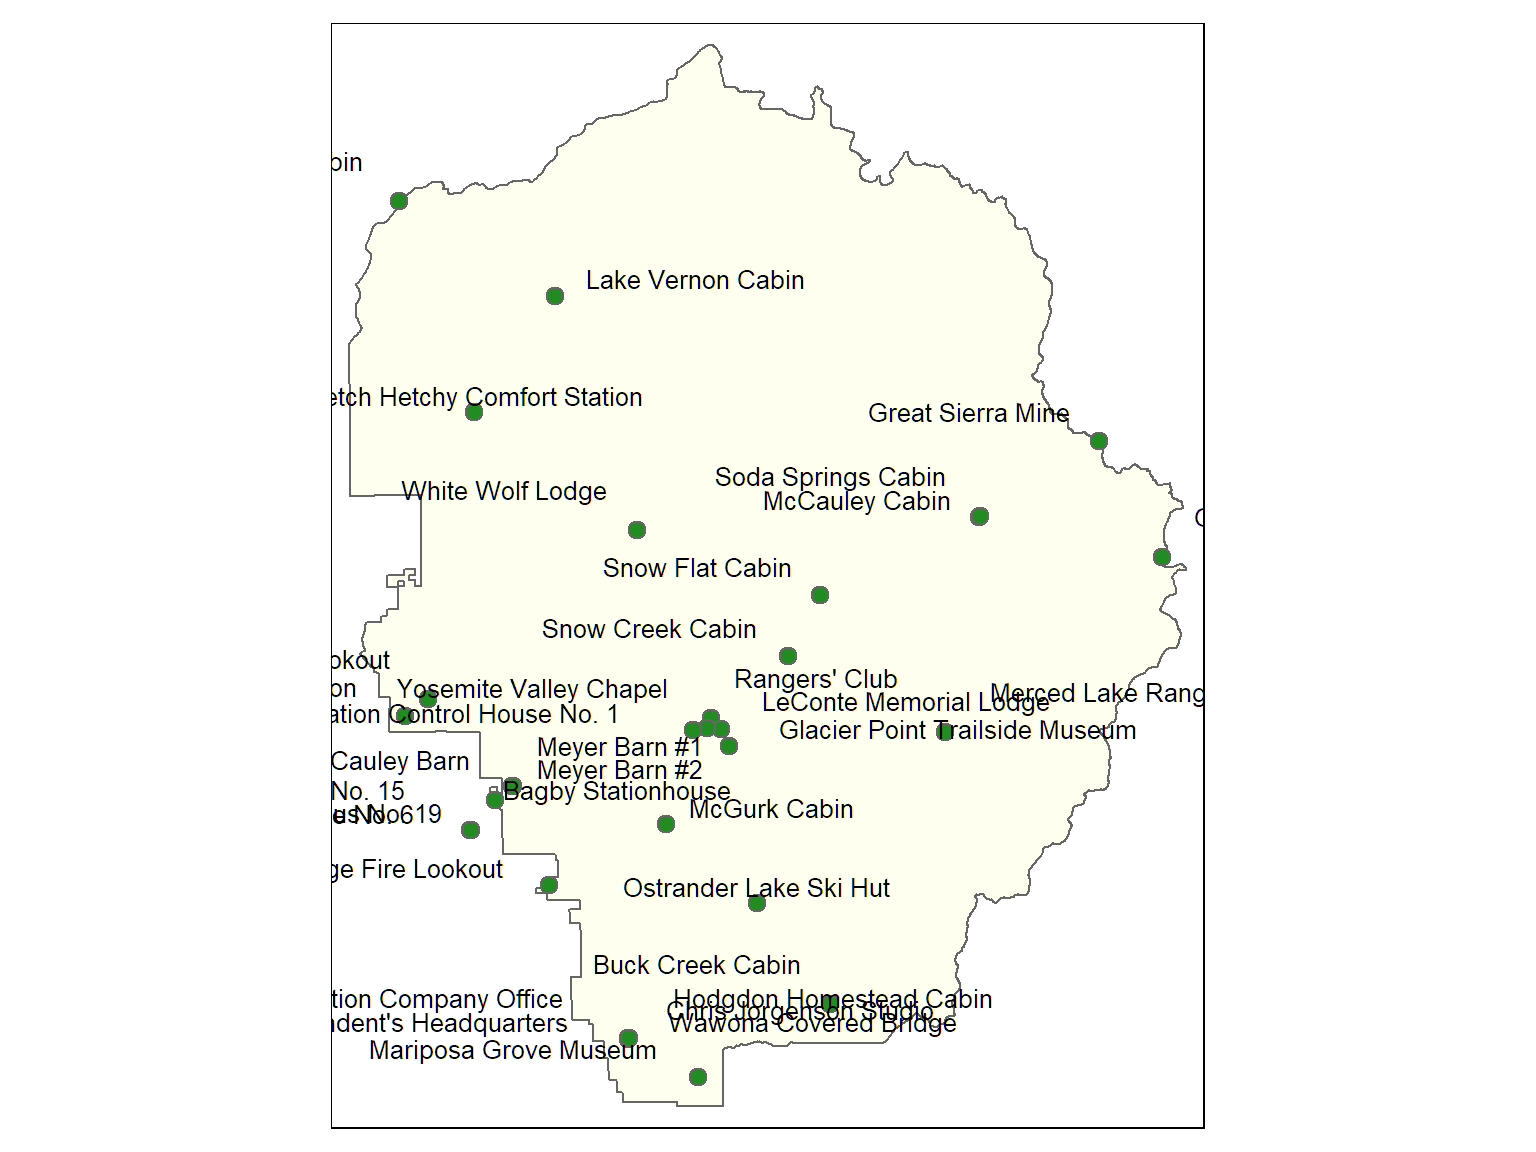 bin
Lake Vernon Cabin
etch Hetchy Comfort Station
Great Sierra Mine
Soda Springs Cabin
White Wolf Lodge
McCauley Cabin
Snow Flat Cabin
Snow Creek Cabin
okout
Rangers' Club
on
Yosemite Valley Chapel
Merced Lake Rang
LeConte Memorial Lodge
ation Control House No. 1
Glacier Point Trailside Museum
Meyer Barn #1
Cauley Barn
Meyer Barn #2
No. 15
Bagby Stationhouse
McGurk Cabin
No. 619
ge Fire Lookout
Ostrander Lake Ski Hut
Buck Creek Cabin
tion Company Office
Hodgdon Homestead Cabin
Chris Jorgenson Studio
ndent's Headquarters
Wawona Covered Bridge
Mariposa Grove Museum